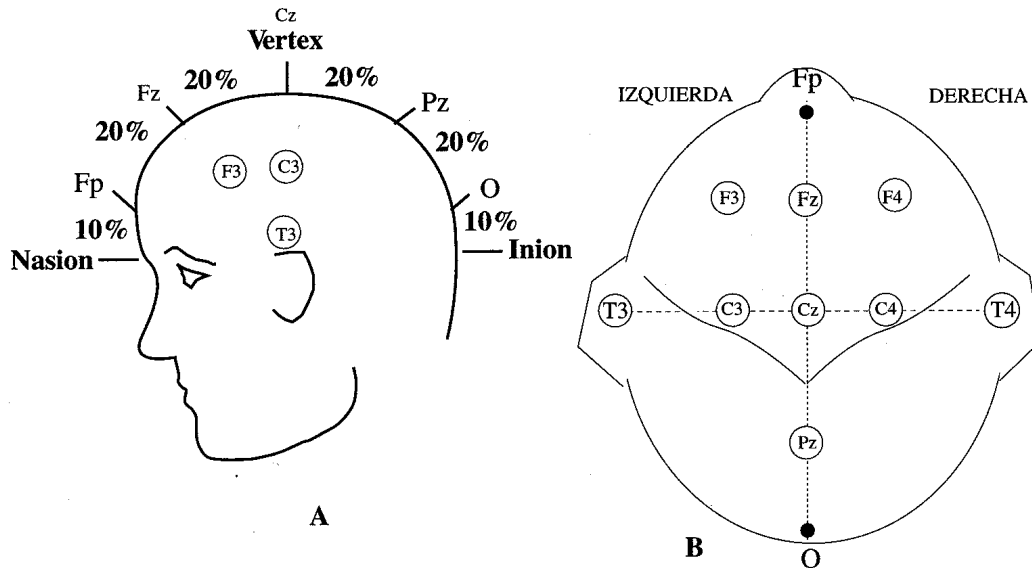 Cz
Vertex
20%
20%
Fz
Pz
20%
20%
F3
C3
Fp
O
10%
10%
T3
Nasion
Inion
A
Fp
IZQUIERDA
DERECHA
F3
Fz
F4
T3
C3
Cz
C4
T4
Pz
B
O